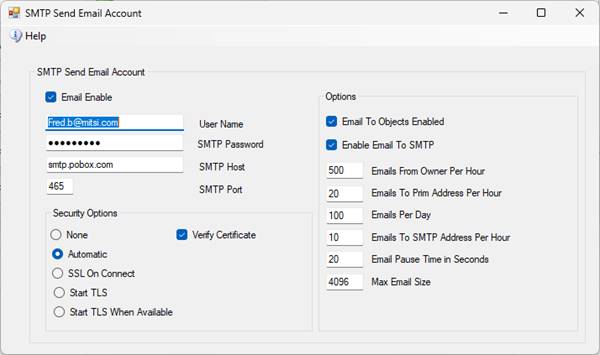 SMTP Send Email Account
Help
SMTP Send Email Account
Email Enable
Fred.b@mitsi.com User Name
●●●●●●●●● SMTP Password
smtp.pobox.com SMTP Host
465 SMTP Port
Security Options
None Verify Certificate
Automatic
SSL On Connect
Start TLS
Start TLS When Available
Options
Email To Objects Enabled
Enable Email To SMTP
500 Emails From Owner Per Hour
20 Emails To Prim Address Per Hour
100 Emails Per Day
10 Emails To SMTP Address Per Hour
20 Email Pause Time in Seconds
4096 Max Email Size